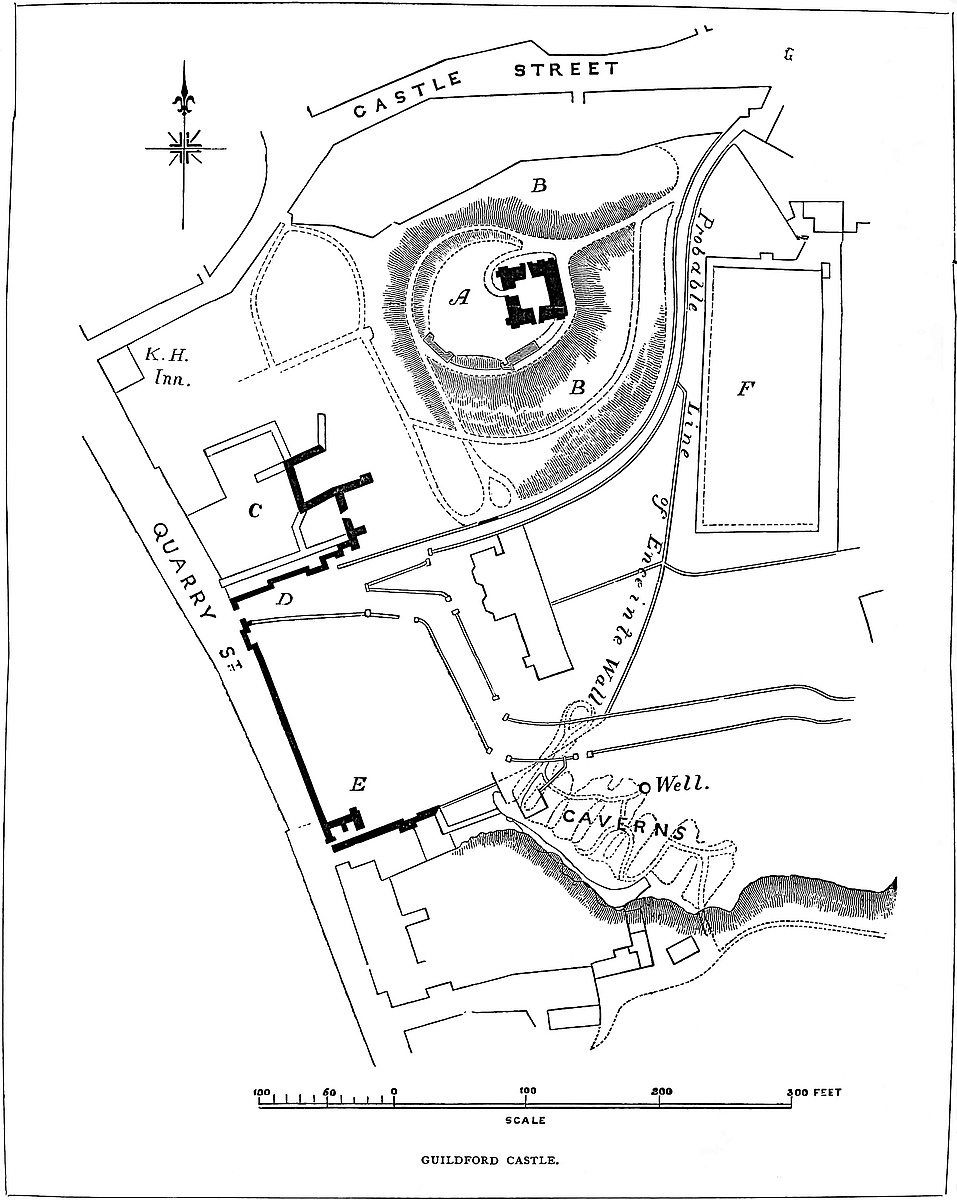 CASTLE STREET
G
B
Probable Line of Enceinte Wall
A
K.H.
Inn.
B
F
C
QUARRY ST.
D
E
Well.
CAVERNS
100 50 0 100 200 300 FEET
SCALE
GUILDFORD CASTLE.